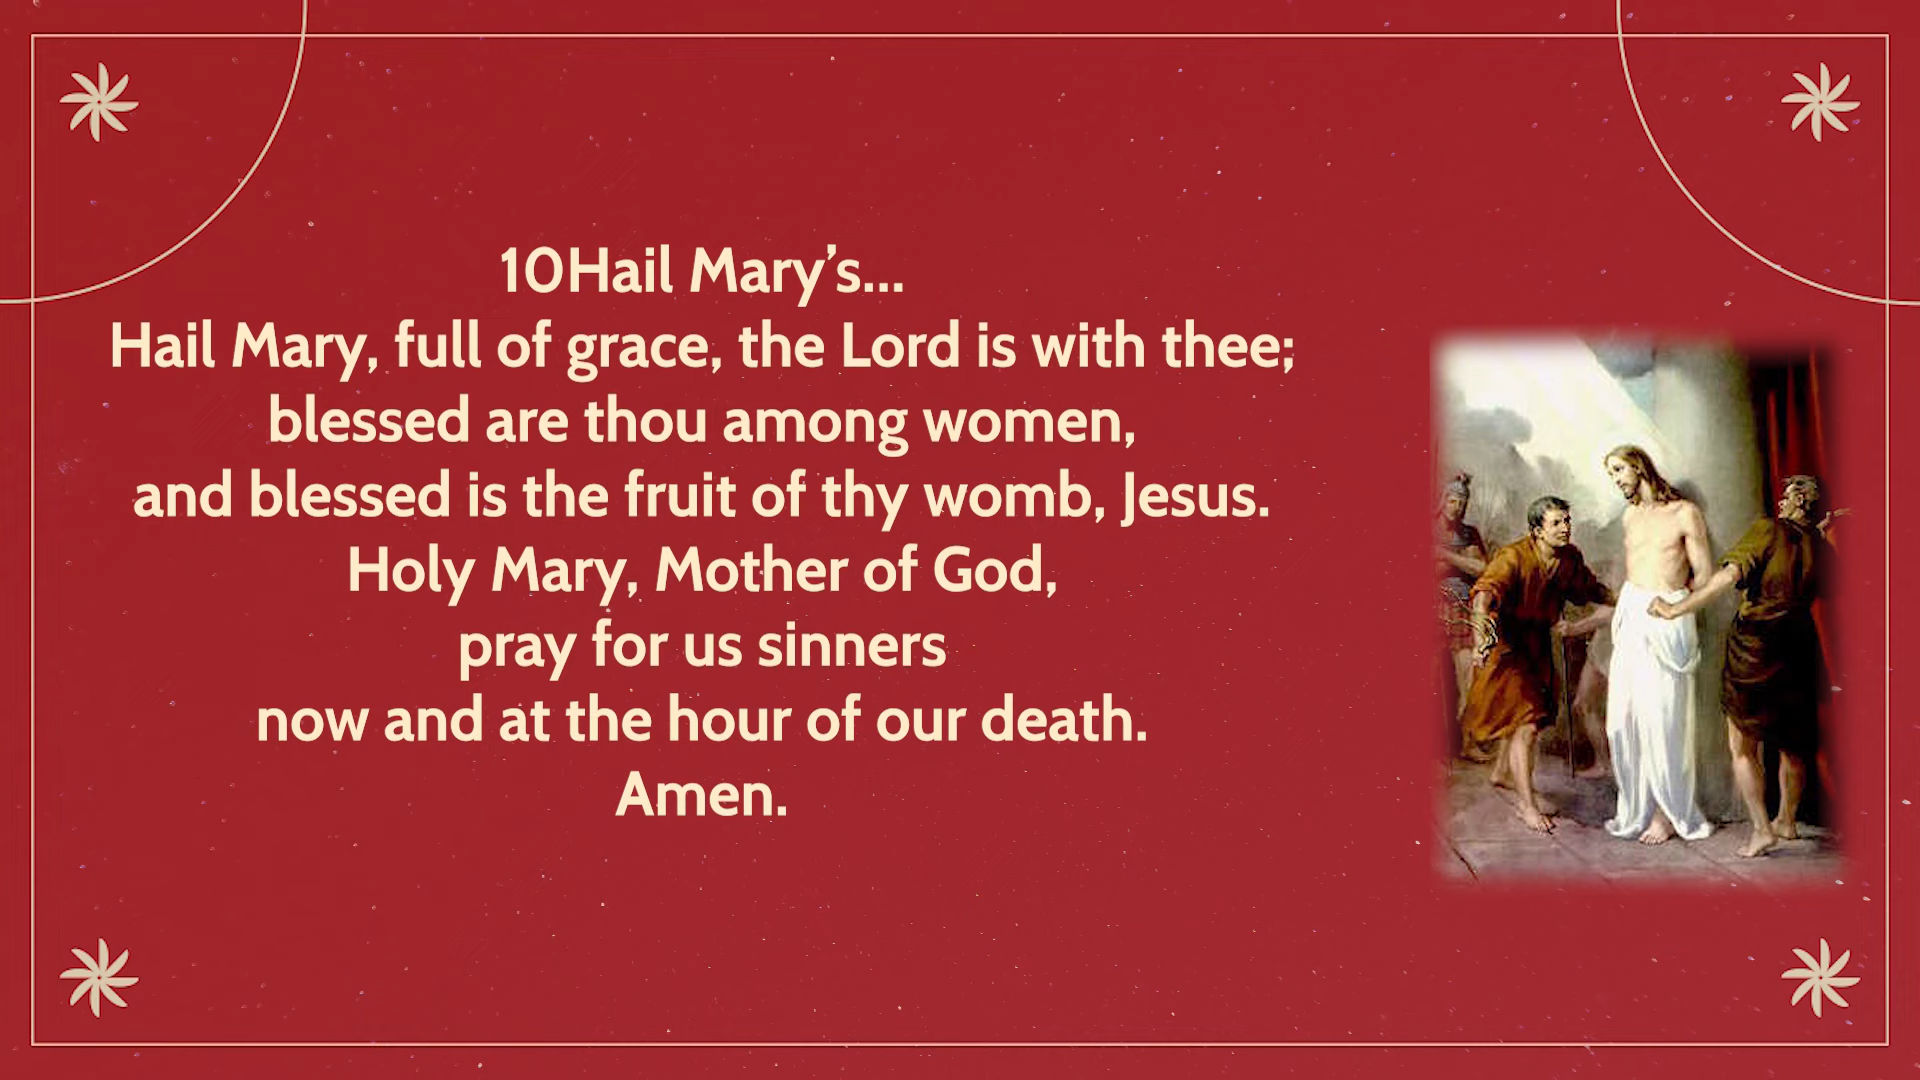 10Hail Mary’s...
Hail Mary, full of grace, the Lord is with thee;
blessed are thou among women,
and blessed is the fruit of thy womb, Jesus.
Holy Mary, Mother of God,
pray for us sinners
now and at the hour of our death.
Amen.